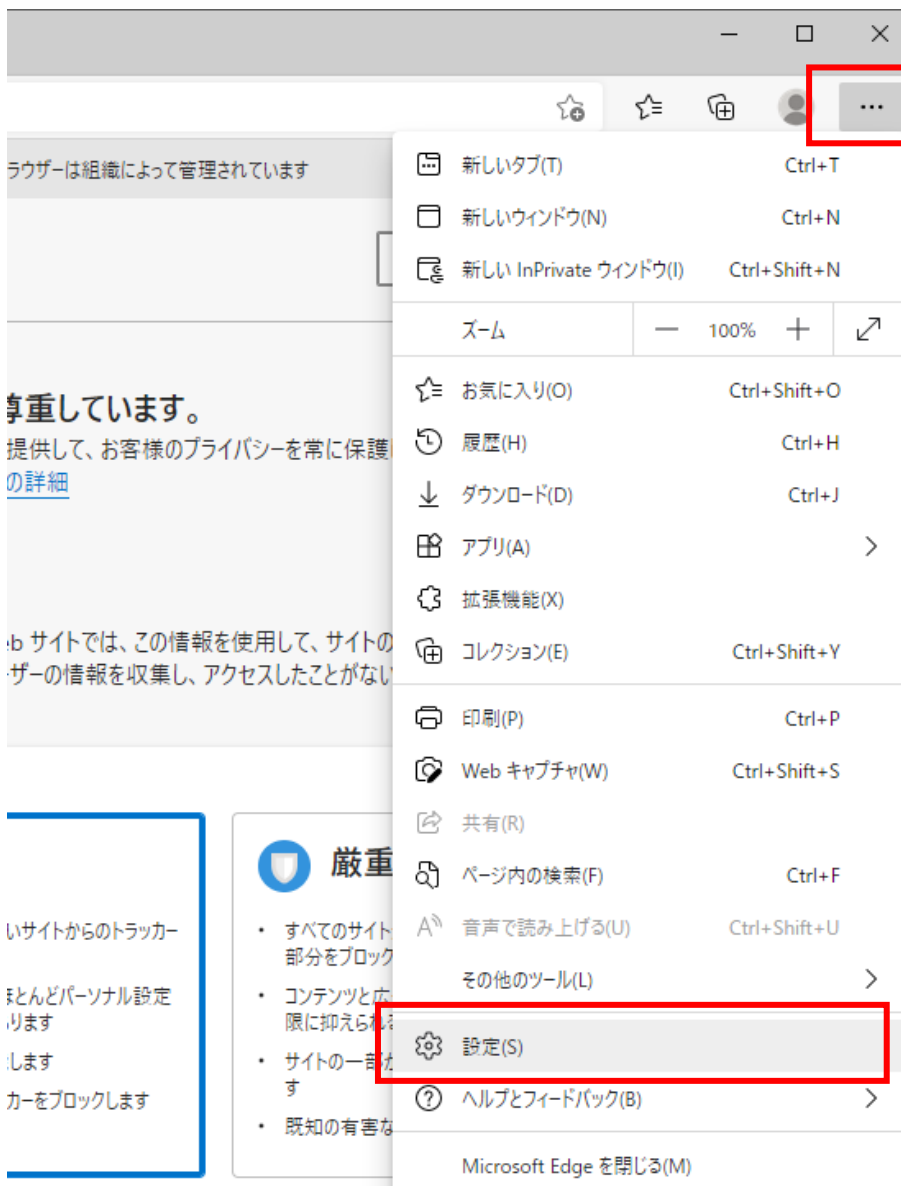 ラウザーは組織によって管理されています
尊重しています。
提供して、お客様のプライバシーを常に保護
の詳細
eb サイトでは、この情報を使用して、サイトの
ザーの情報を収集し、アクセスしたことがない
いサイトからのトラッカー
ほとんどパーソナル設定
ります
します
カーをブロックします
厳重
• すべてのサイト
部分をブロック
• コンテンツと広
限に抑えられ
• サイトの一部が
す
• 既知の有害な
新しいタブ(T) Ctrl+T
新しいウィンドウ(N) Ctrl+N
新しい InPrivate ウィンドウ(I) Ctrl+Shift+N
ズーム 100%
お気に入り(O) Ctrl+Shift+O
履歴(H) Ctrl+H
ダウンロード(D) Ctrl+J
アプリ(A)
拡張機能(X)
コレクション(E) Ctrl+Shift+Y
印刷(P) Ctrl+P
Web キャプチャ(W) Ctrl+Shift+S
共有(R)
ページ内の検索(F) Ctrl+F
音声で読み上げる(U) Ctrl+Shift+U
その他のツール(L)
設定(S)
ヘルプとフィードバック(B)
Microsoft Edge を閉じる(M)